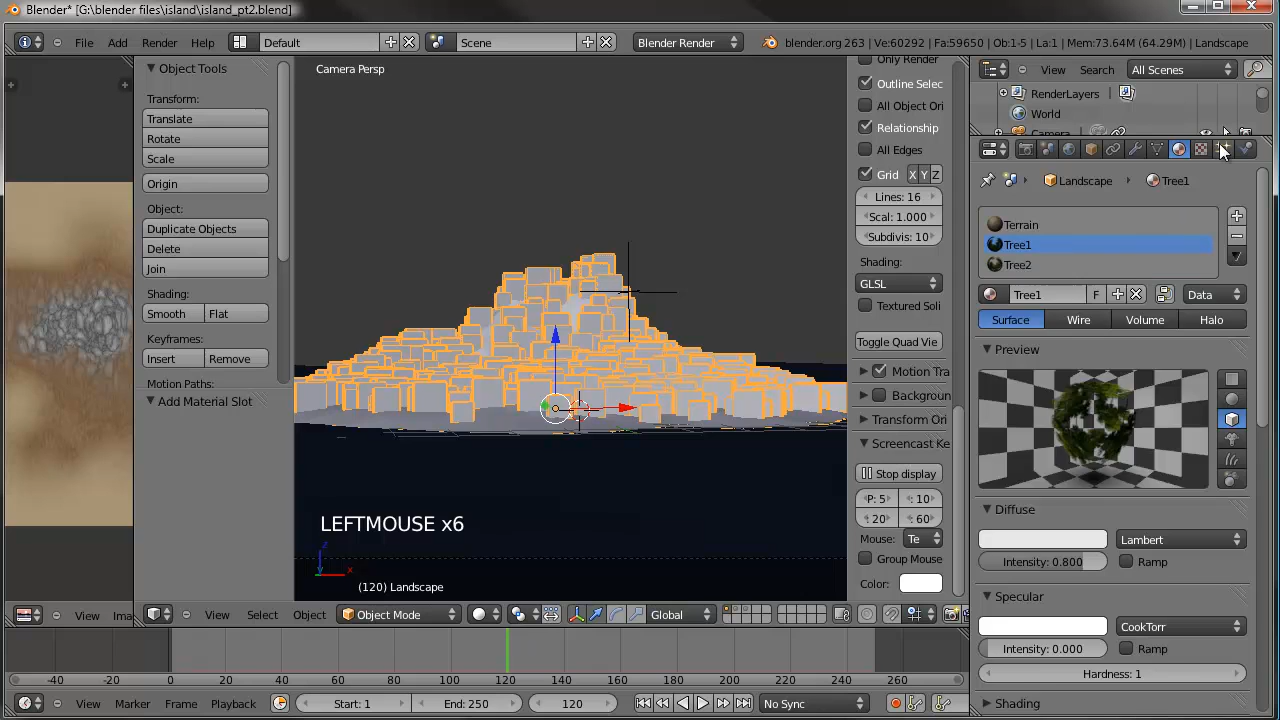 Blender* [G:\blender files\island\island_pt2.blend]
File Add Render Help Default Scene Blender Render blender.org 263 | Ve:60292 | Fa:59650 | Ob:1-5 | La:1 | Mem:73.64M (64.29M) | Landscape
Object Tools
Transform:
Translate
Rotate
Scale
Origin
Object:
Duplicate Objects
Delete
Join
Shading:
Smooth Flat
Keyframes:
Insert Remove
Motion Paths:
Add Material Slot
Camera Persp
LEFTMOUSE x6
z
x
(120) Landscape
Only Render
Outline Selec
All Object Ori
Relationship
All Edges
Grid X Y Z
Lines: 16
Scal: 1.000
Subdivis: 10
Shading:
GLSL
Textured Soli
Toggle Quad Vie
Motion Tra
Backgroun
Transform Ori
Screencast Ke
Stop display
P: 5 : 10
: 20 : 60
Mouse: Te
Group Mouse
Color:
View Search All Scenes
RenderLayers |
World
Camera
Landscape Tree1
Terrain
Tree1
Tree2
Tree1 F Data
Surface Wire Volume Halo
Preview
Diffuse
Lambert
Intensity: 0.800 Ramp
Specular
CookTorr
Intensity: 0.000 Ramp
Hardness: 1
Shading
View Ima
View Select Object Object Mode Global
-40 -20 0 20 40 60 80 100 120 140 160 180 200 220 240 260
View Marker Frame Playback Start: 1 End: 250 120 No Sync